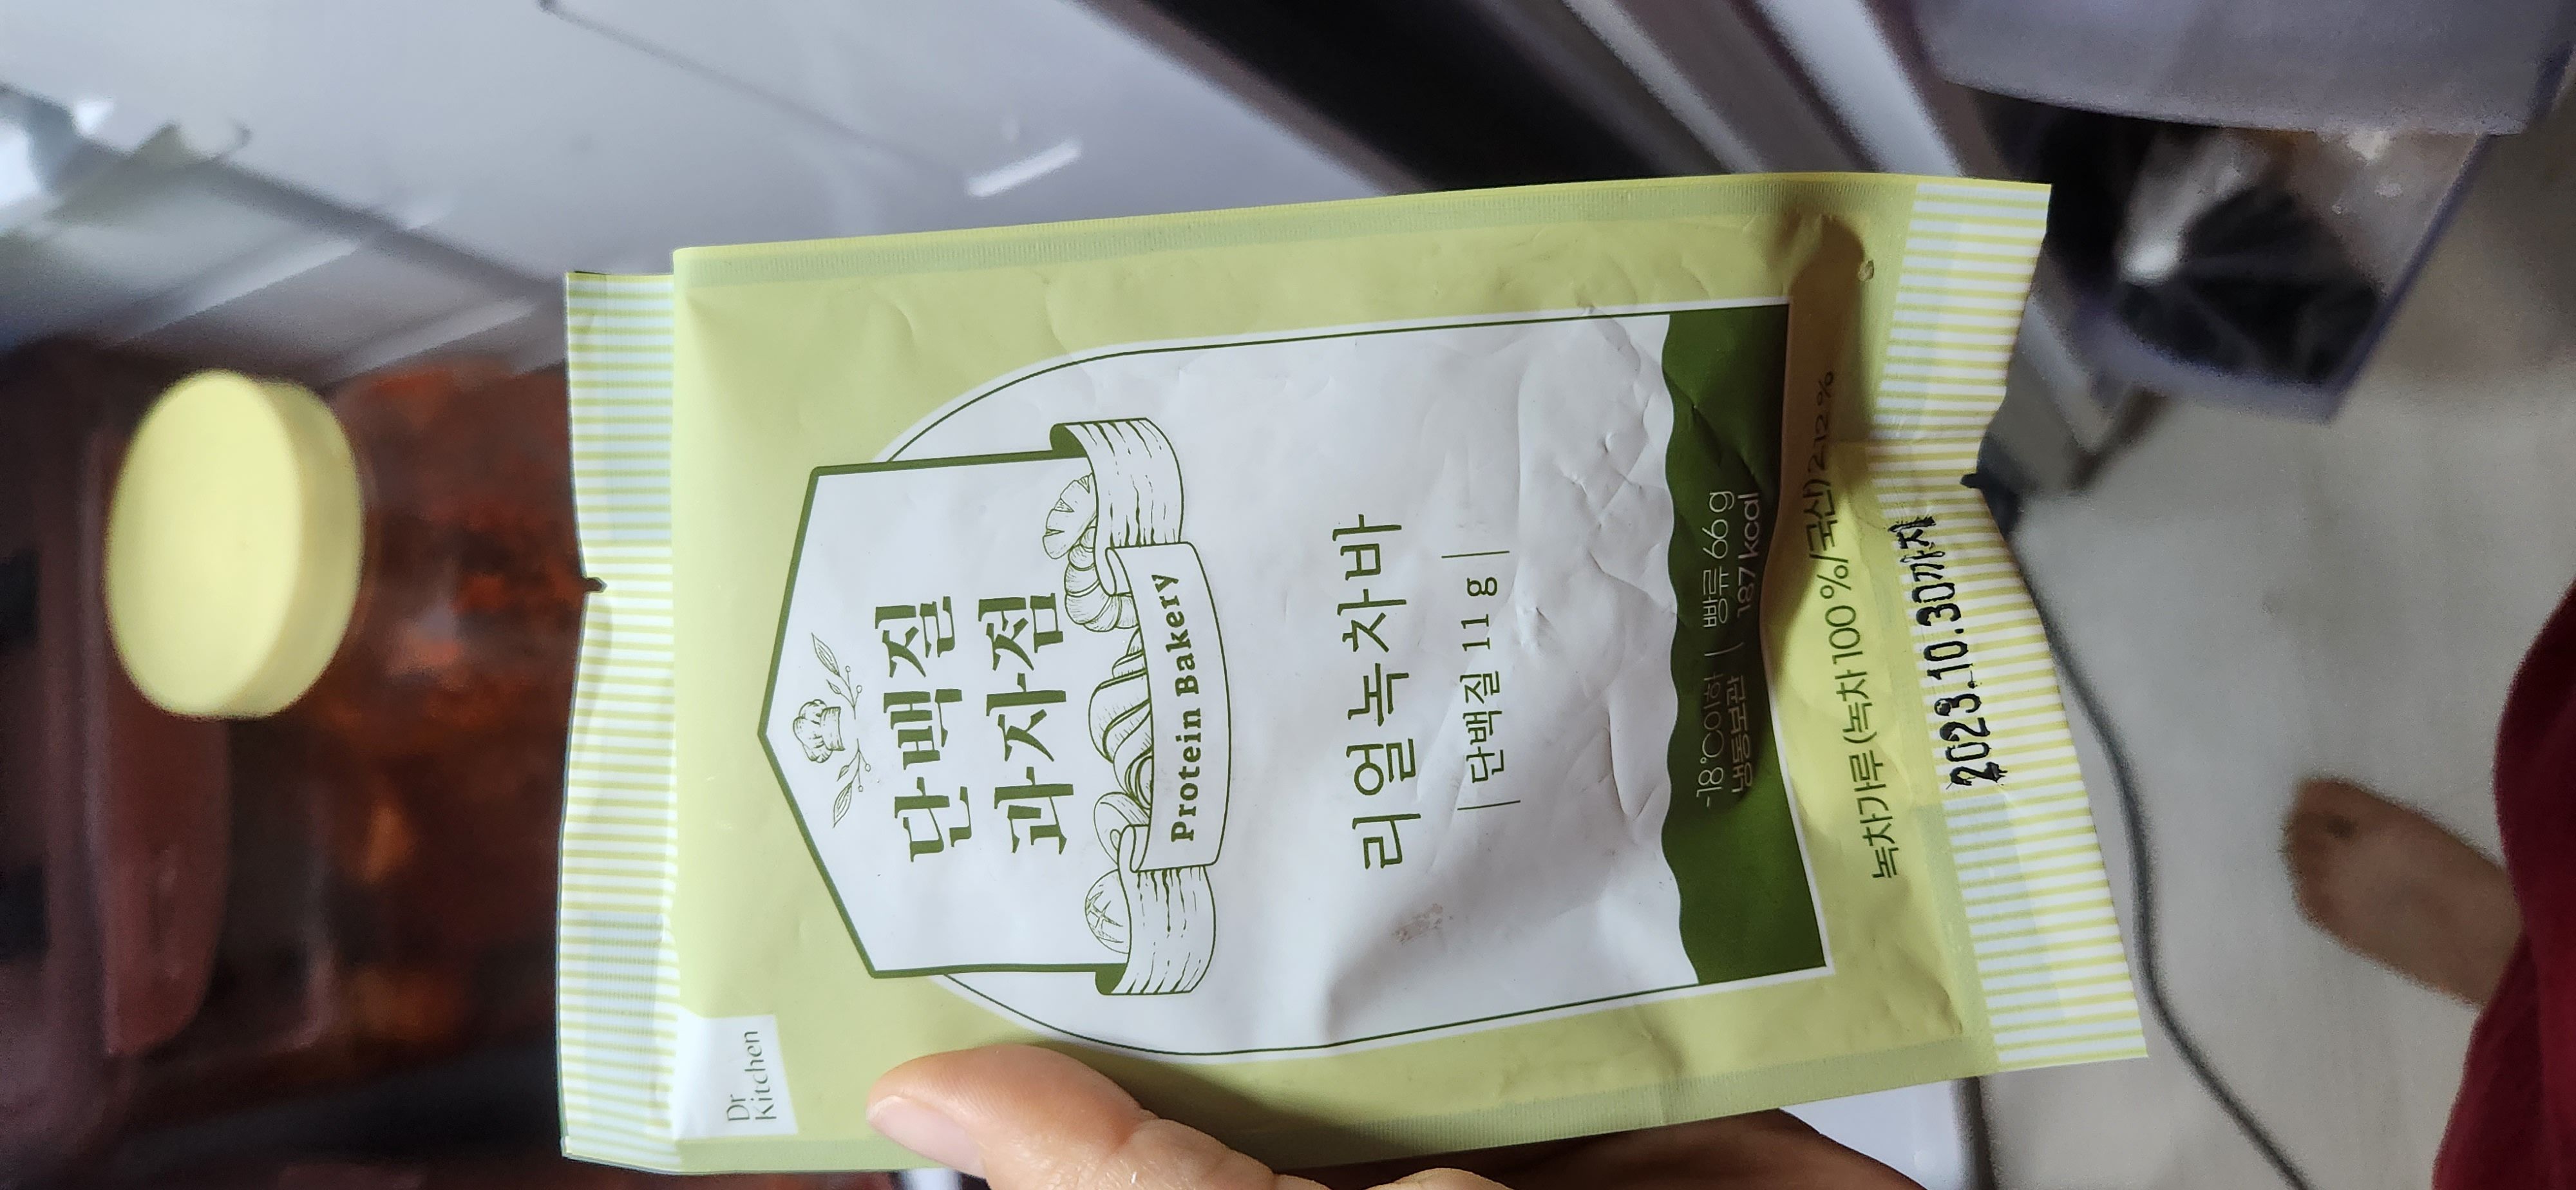 Dr
Kitchen
단백질
과자점
Protein Bakery
리얼녹차바
단백질 11 g
-18℃이하 | 빵류 66g
냉동보관 | 187 kcal
녹차가루(녹차100%/국산)2.12%
2023.10.30까지